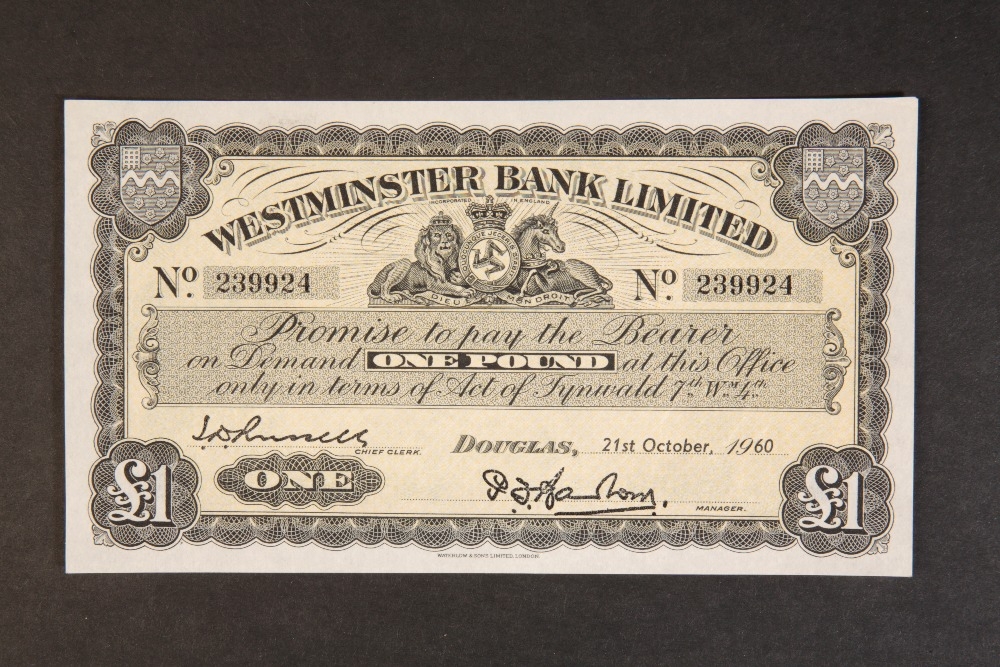 WESTMINSTER BANK LIMITED
INCORPORATED IN ENGLAND
DIEU ET MON DROIT
Nº. 239924 Nº. 239924
Promise to pay the Bearer
on Demand ONE POUND at this Office
only in terms of Act of Tynwald 7th. Wm. 4th.
CHIEF CLERK.
DOUGLAS, 21st October, 1960
ONE
MANAGER.
£1 £1
WATERLOW & SONS LIMITED, LONDON.